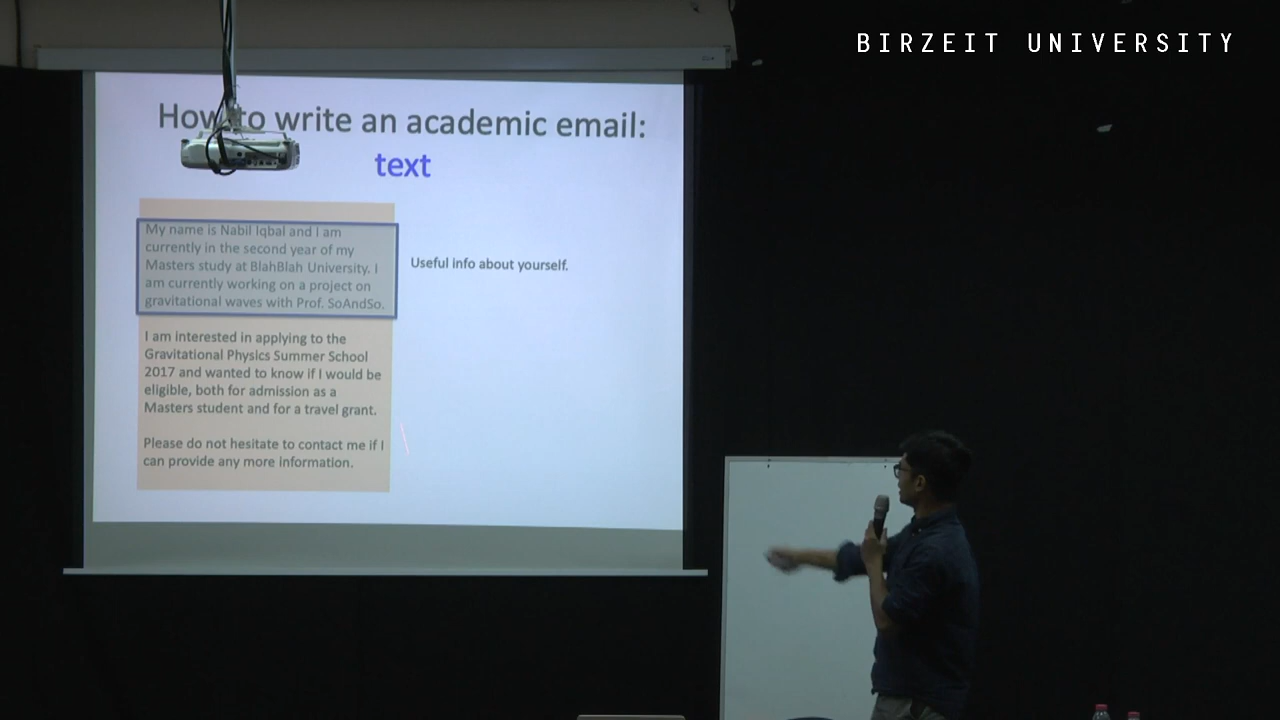 BIRZEIT UNIVERSITY
How to write an academic email:
text
My name is Nabil Iqbal and I am
currently in the second year of my
Masters study at BlahBlah University. I
am currently working on a project on
gravitational waves with Prof. SoAndSo.
Useful info about yourself.
I am interested in applying to the
Gravitational Physics Summer School
2017 and wanted to know if I would be
eligible, both for admission as a
Masters student and for a travel grant.
Please do not hesitate to contact me if I
can provide any more information.